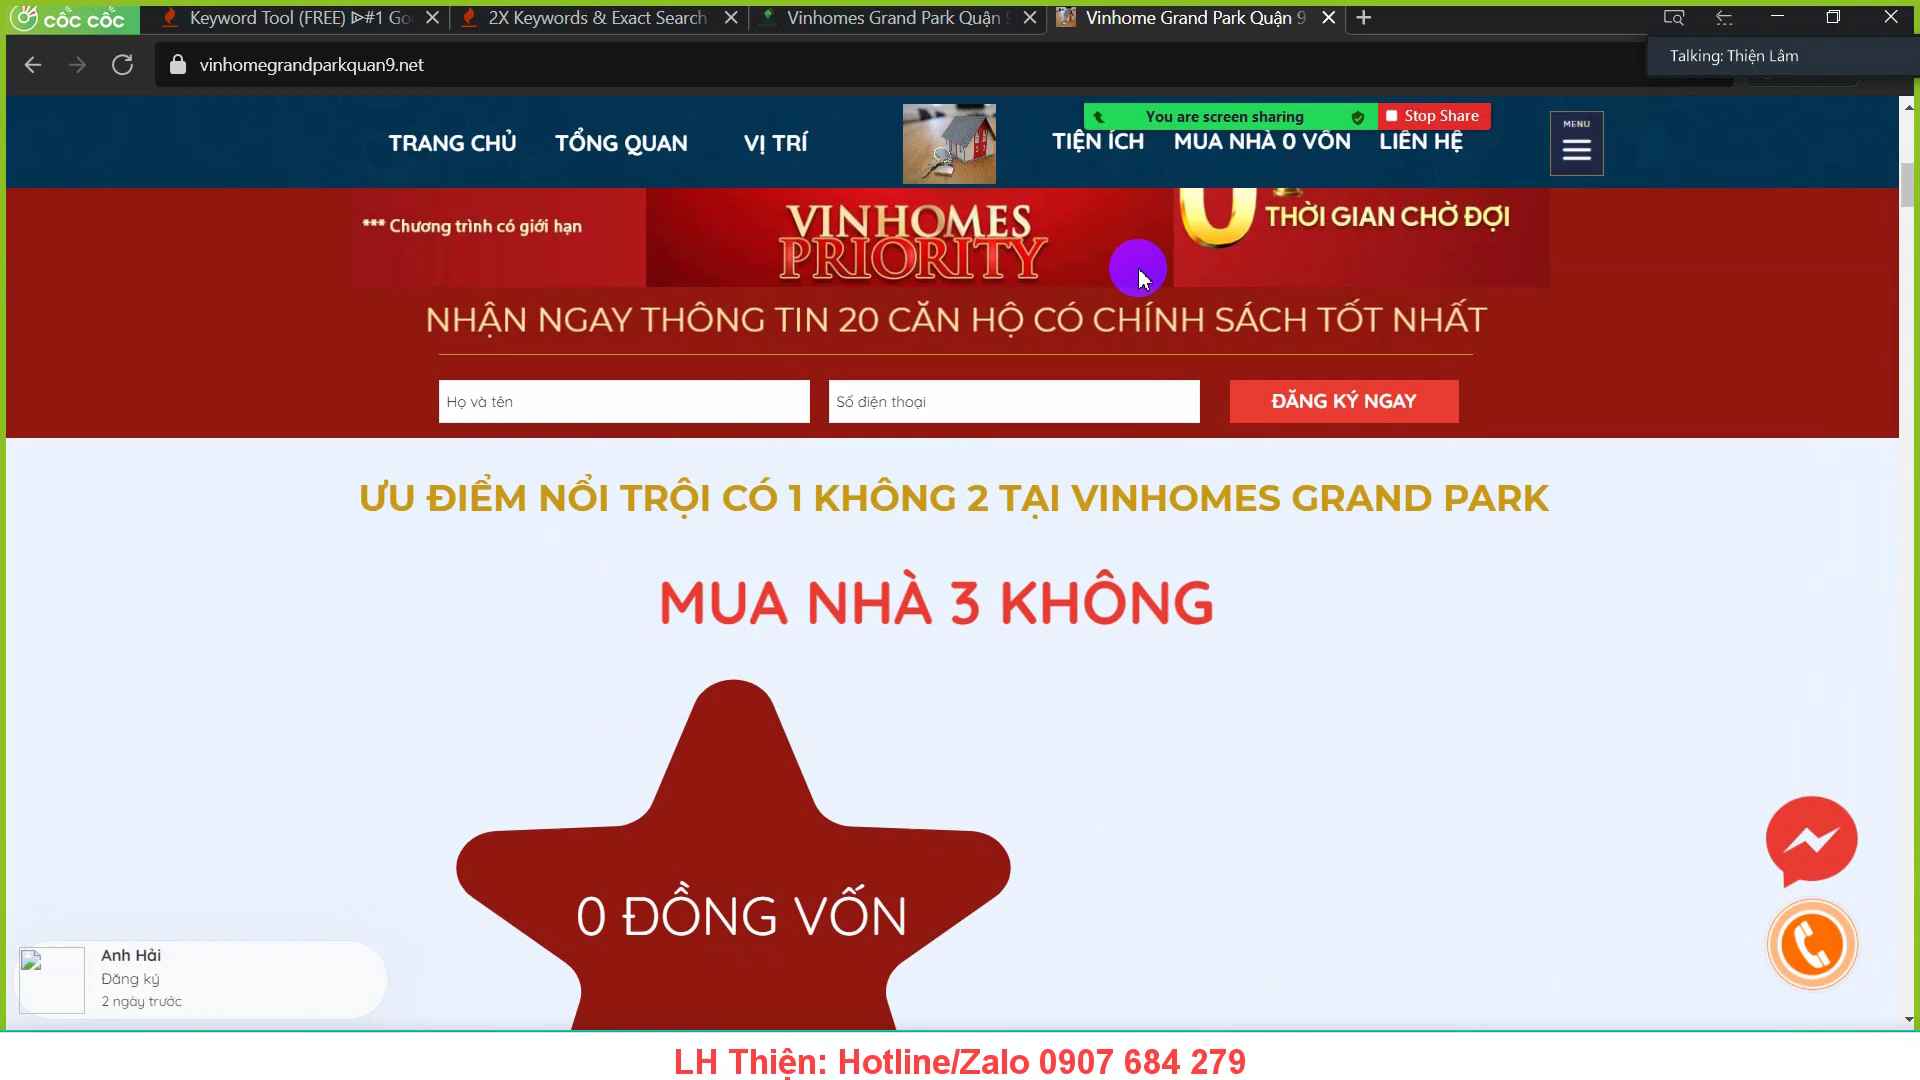 cốc cốc
Keyword Tool (FREE) ᐈ#1 Go
2X Keywords & Exact Search
Vinhomes Grand Park Quận 9
Vinhome Grand Park Quận 9
vinhomegrandparkquan9.net
Talking: Thiện Lâm
You are screen sharing
Stop Share
TRANG CHỦ
TỔNG QUAN
VỊ TRÍ
TIỆN ÍCH
MUA NHÀ 0 VỐN
LIÊN HỆ
MENU
*** Chương trình có giới hạn
VINHOMES
PRIORITY
0
THỜI GIAN CHỜ ĐỢI
NHẬN NGAY THÔNG TIN 20 CĂN HỘ CÓ CHÍNH SÁCH TỐT NHẤT
Họ và tên
Số điện thoại
ĐĂNG KÝ NGAY
ƯU ĐIỂM NỔI TRỘI CÓ 1 KHÔNG 2 TẠI VINHOMES GRAND PARK
MUA NHÀ 3 KHÔNG
0 ĐỒNG VỐN
Anh Hải
Đăng ký
2 ngày trước
LH Thiện: Hotline/Zalo 0907 684 279